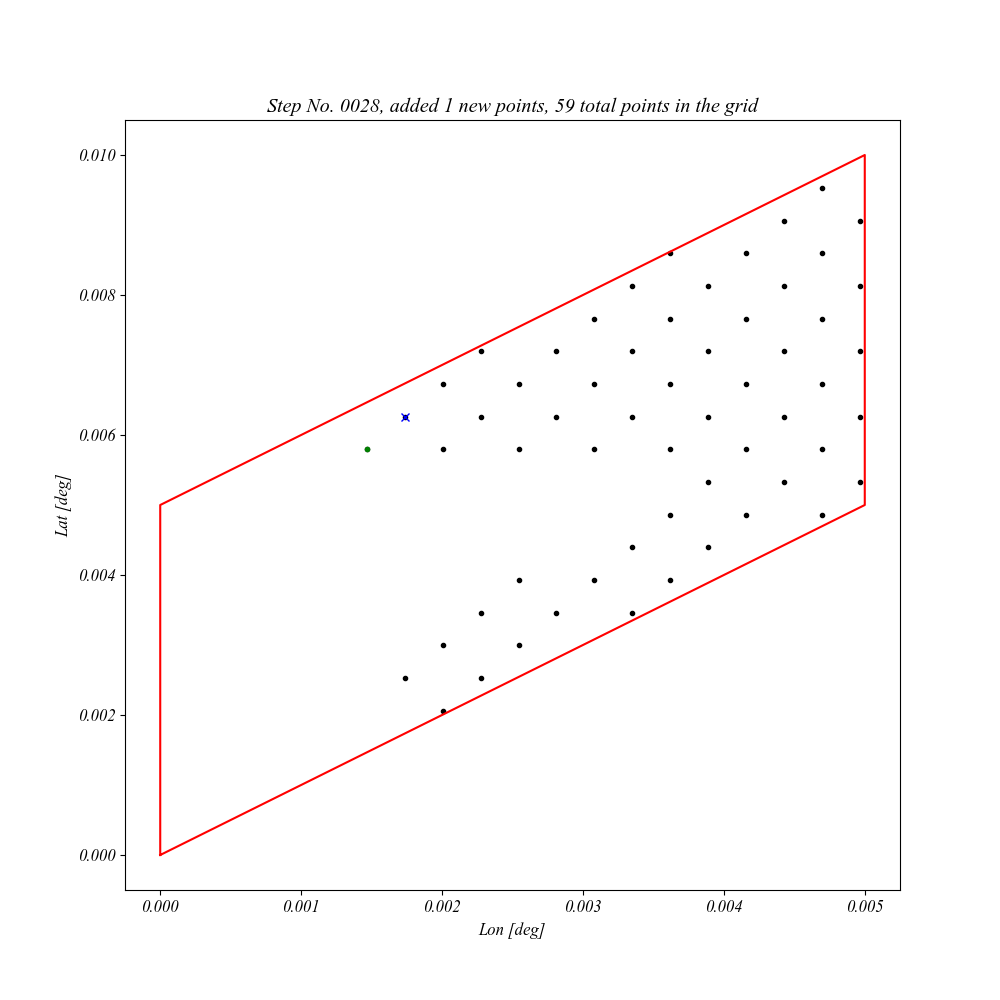 Step No. 0028, added 1 new points, 59 total points in the grid
0.010
0.008
0.006
0.004
0.002
0.000
Lat [deg]
0.000 0.001 0.002 0.003 0.004 0.005
Lon [deg]